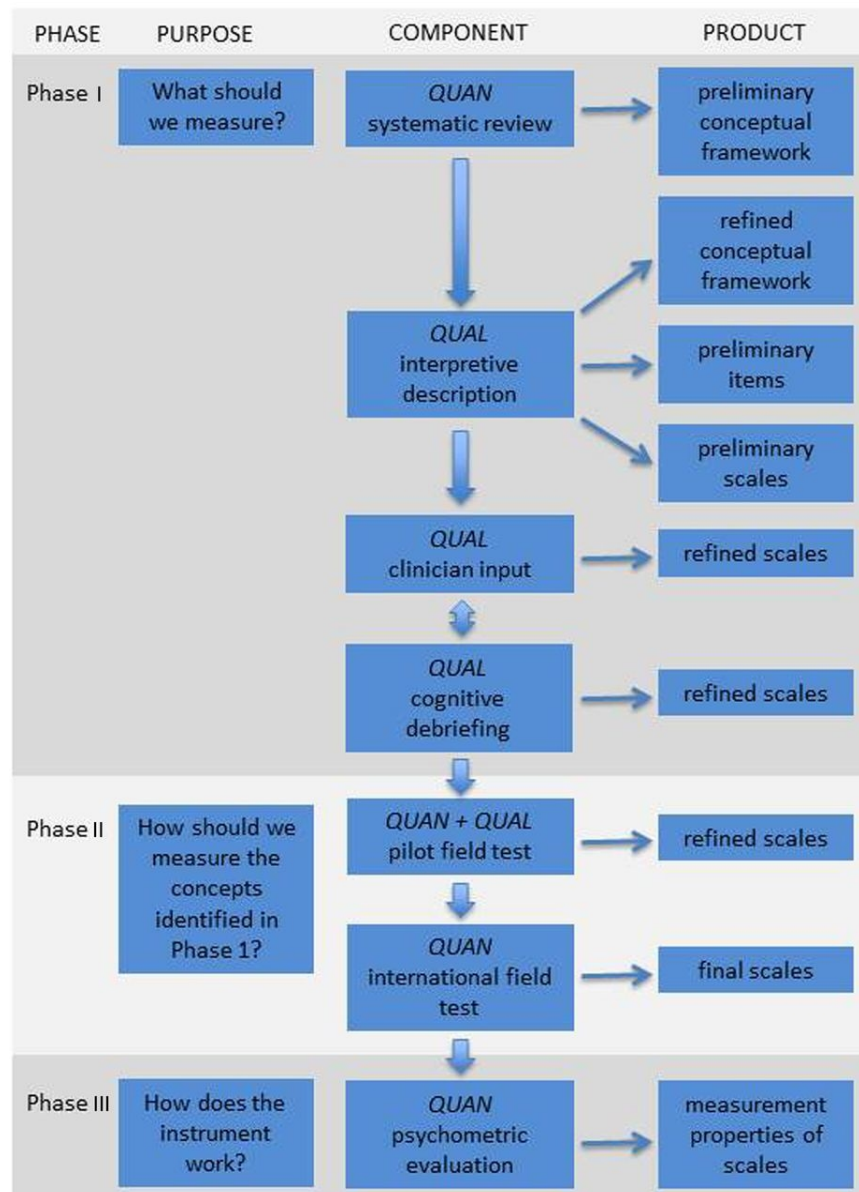 PHASE PURPOSE COMPONENT PRODUCT
Phase I
What should
we measure?
QUAN
systematic review
preliminary
conceptual
framework
refined
conceptual
framework
QUAL
interpretive
description
preliminary
items
preliminary
scales
QUAL
clinician input
refined scales
QUAL
cognitive
debriefing
refined scales
Phase II
How should we
measure the
concepts
identified in
Phase 1?
QUAN + QUAL
pilot field test
refined scales
QUAN
international field
test
final scales
Phase III
How does the
instrument
work?
QUAN
psychometric
evaluation
measurement
properties of
scales